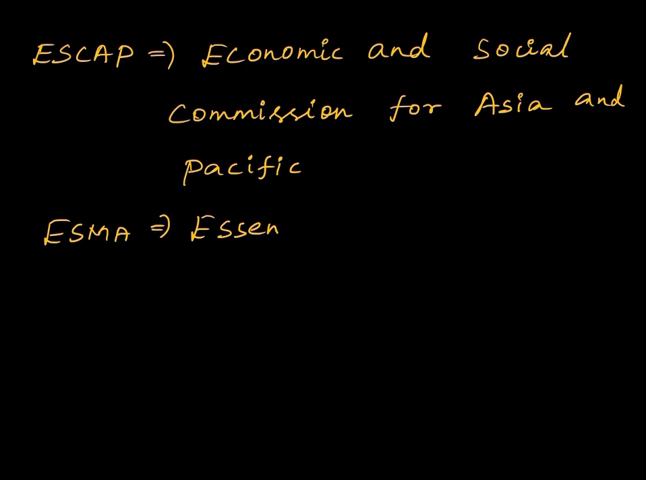 ESCAP => Economic and Social
Commission for Asia and
Pacific
ESMA => Essen